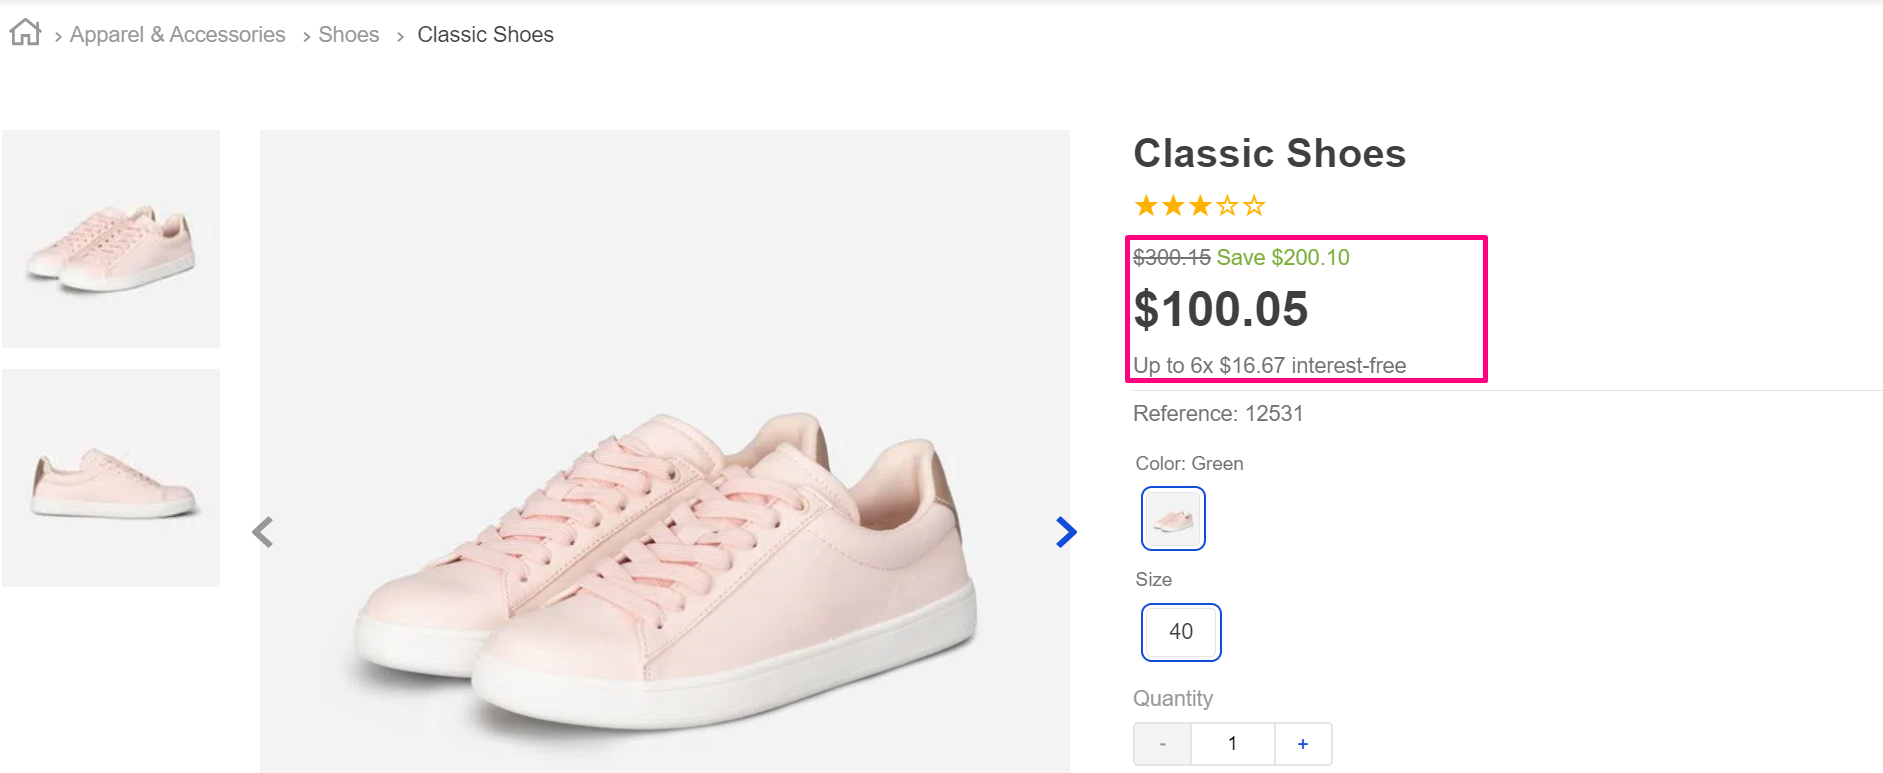 Apparel & Accessories > Shoes > Classic Shoes
Classic Shoes
$300.15 Save $200.10
$100.05
Up to 6x $16.67 interest-free
Reference: 12531
Color: Green
Size
40
Quantity
- 1 +